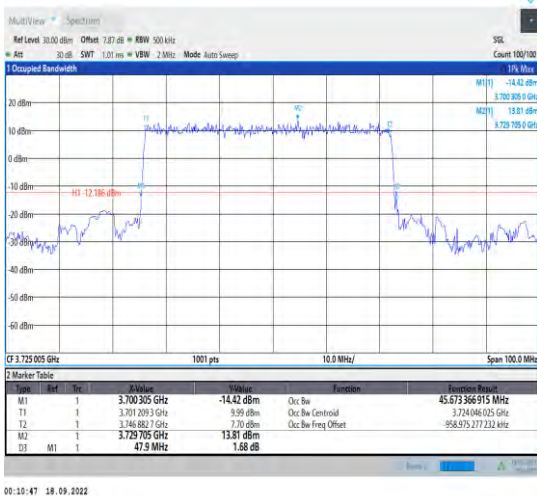 MultiView Spectrum
Ref Level 30.00 dBm Offset 7.87 dB RBW 500 kHz SGL
Att 30 dB SWT 1.01 ms VBW 2 MHz Mode Auto Sweep Count 100/100
1 Occupied Bandwidth 1Pk Max
M1[1] -14.42 dBm
3.700 305 0 GHz
20 dBm
M2[1] 13.81 dBm
3.729 705 0 GHz
T1
M2
10 dBm
0 dBm
-10 dBm
H1 -12.186 dBm
-20 dBm
-30 dBm
-40 dBm
-50 dBm
-60 dBm
CF 3.725 005 GHz 1001 pts 10.0 MHz/ Span 100.0 MHz
2 Marker Table
Type Ref Trc X-Value Y-Value Function Function Result
M1 1 3.700 305 GHz -14.42 dBm Occ Bw 45.673 366 915 MHz
T1 1 3.701 209 3 GHz 9.99 dBm Occ Bw Centroid 3.724 046 025 GHz
T2 1 3.746 882 7 GHz 7.70 dBm Occ Bw Freq Offset -958.975 277 232 kHz
M2 1 3.729 705 GHz 13.81 dBm
D3 M1 1 47.9 MHz 1.68 dB
00:10:47 18.09.2022